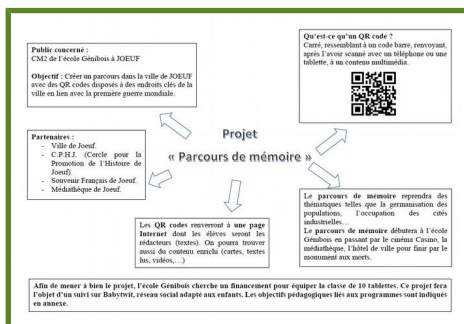 Public concerné :
CM2 de l'école Génibois à JOEUF
Objectif : Créer un parcours dans la ville de JOEUF
avec des QR codes disposés à des endroits clés de la
ville en lien avec la première guerre mondiale.
Qu'est-ce qu'un QR code ?
Carré, ressemblant à un code barre, renvoyant,
après l'avoir scanné avec un téléphone ou une
tablette, à un contenu multimédia.
Partenaires :
- Ville de Joeuf.
- C.P.H.J. (Cercle pour la
Promotion de l'Histoire de
Joeuf).
- Souvenir Français de Joeuf.
- Médiathèque de Joeuf.
Projet
« Parcours de mémoire »
Les QR codes renverront à une page
Internet dont les élèves seront les
rédacteurs (textes). On pourra trouver
aussi du contenu enrichi (cartes, textes
lus, vidéos,…)
Le parcours de mémoire reprendra des
thématiques telles que la germanisation des
populations, l'occupation des cités
industrielles…
Le parcours de mémoire débutera à l'école
Génibois en passant par le cinéma Casino, la
médiathèque, l'hôtel de ville pour finir par le
monument aux morts.
Afin de mener à bien le projet, l'école Génibois cherche un financement pour équiper la classe de 10 tablettes. Ce projet fera
l'objet d'un suivi sur Babytwit, réseau social adapté aux enfants. Les objectifs pédagogiques liés aux programmes sont indiqués
en annexe.